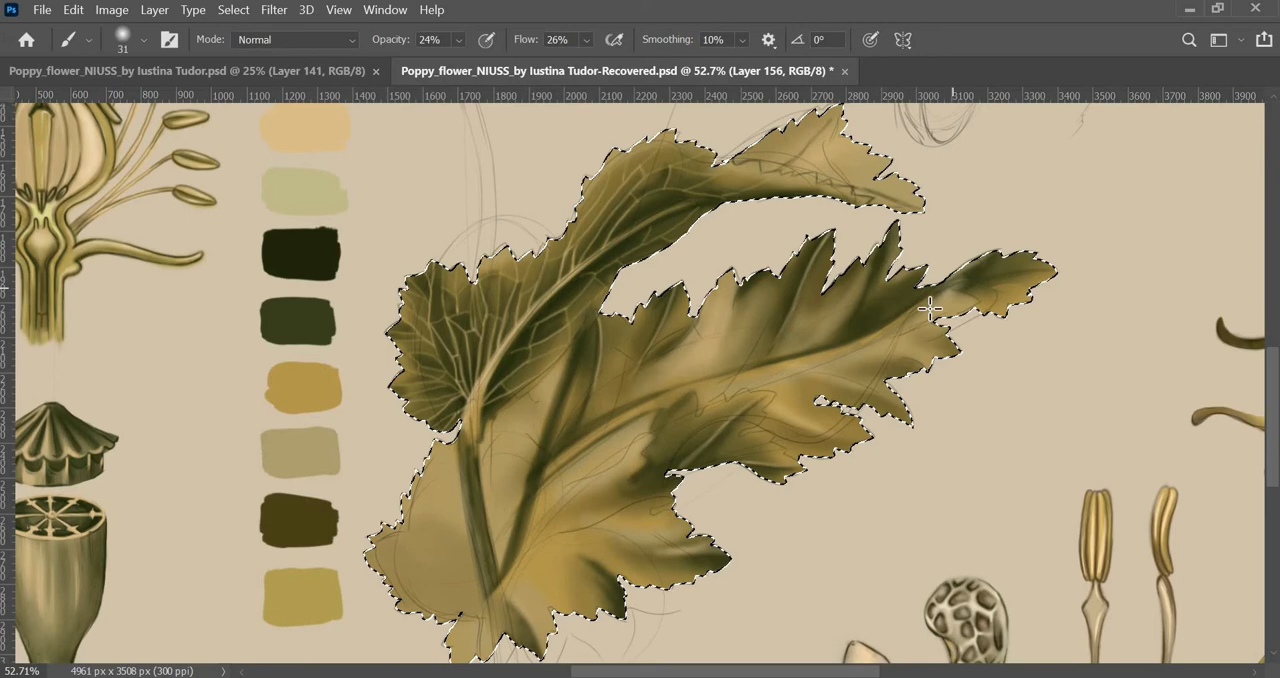 Ps File Edit Image Layer Type Select Filter 3D View Window Help
31 Mode: Normal Opacity: 24% Flow: 26% Smoothing: 10% 0°
Poppy_flower_NIUSS_by Iustina Tudor.psd @ 25% (Layer 141, RGB/8) × Poppy_flower_NIUSS_by Iustina Tudor-Recovered.psd @ 52.7% (Layer 156, RGB/8) * ×
500 600 700 800 900 1000 1100 1200 1300 1400 1500 1600 1700 1800 1900 2000 2100 2200 2300 2400 2500 2600 2700 2800 2900 3000 3100 3200 3300 3400 3500 3600 3700 3800 3900
52.71% 4961 px x 3508 px (300 ppi)